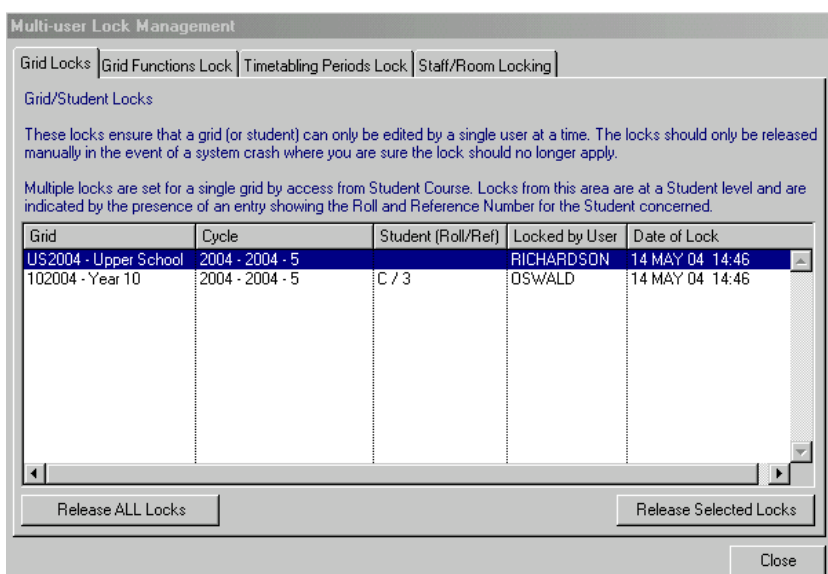 Multi-user Lock Management
Grid Locks Grid Functions Lock Timetabling Periods Lock Staff/Room Locking
Grid/Student Locks
These locks ensure that a grid (or student) can only be edited by a single user at a time. The locks should only be released
manually in the event of a system crash where you are sure the lock should no longer apply.
Multiple locks are set for a single grid by access from Student Course. Locks from this area are at a Student level and are
indicated by the presence of an entry showing the Roll and Reference Number for the Student concerned.
Grid Cycle Student (Roll/Ref) Locked by User Date of Lock
US2004 - Upper School 2004 - 2004 - 5 RICHARDSON 14 MAY 04 14:46
102004 - Year 10 2004 - 2004 - 5 C / 3 OSWALD 14 MAY 04 14:46
Release ALL Locks Release Selected Locks
Close